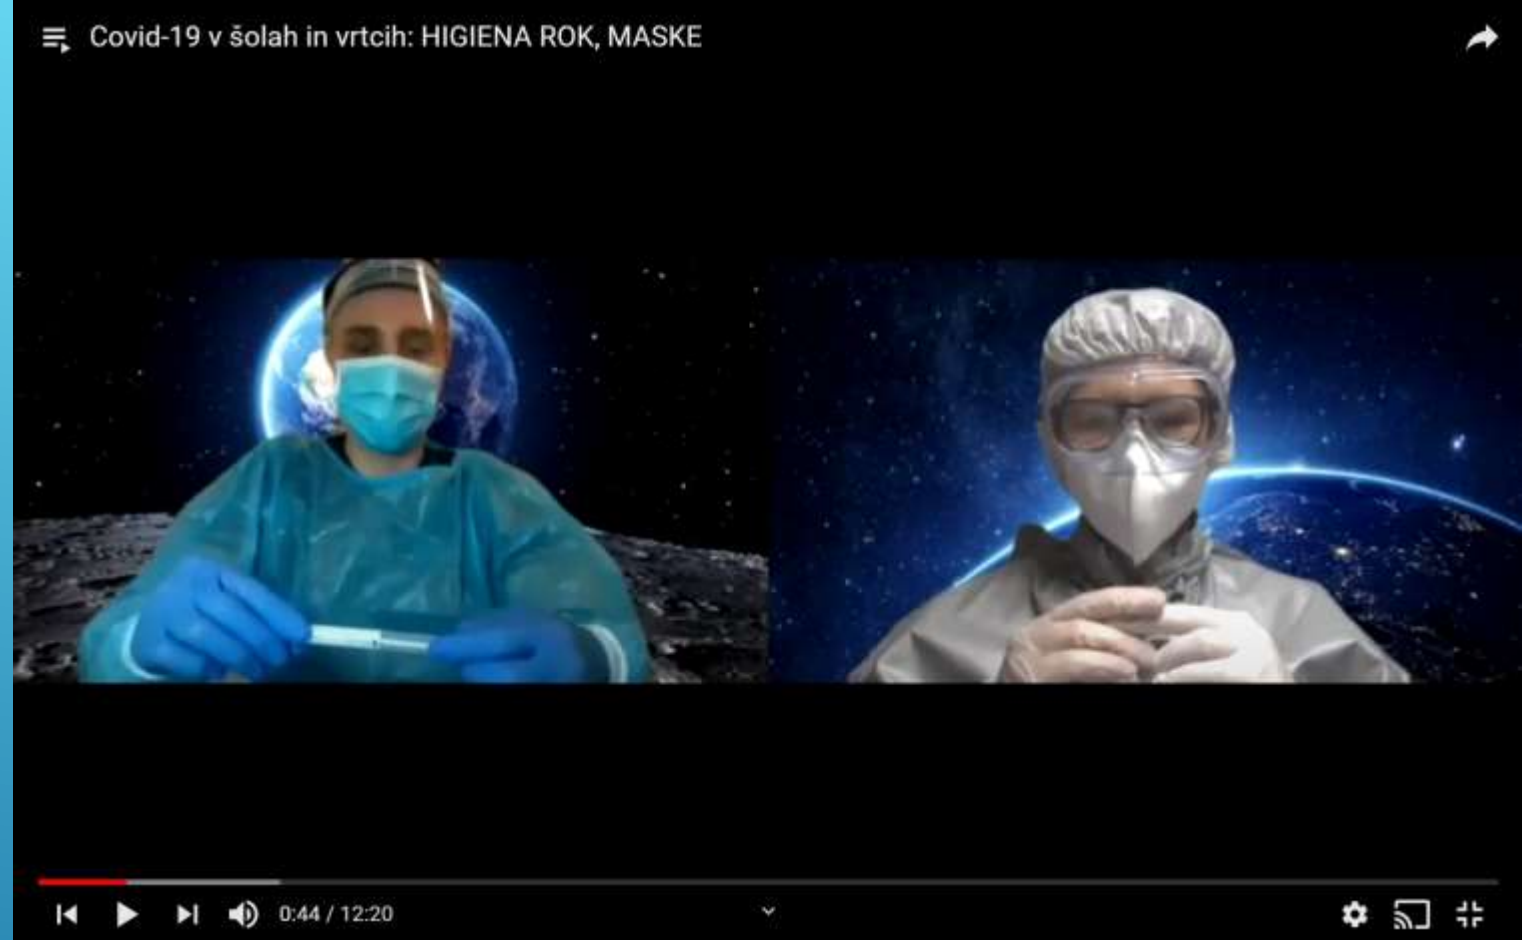 Covid-19 v šolah in vrtcih: HIGIENA ROK, MASKE
0:44 / 12:20